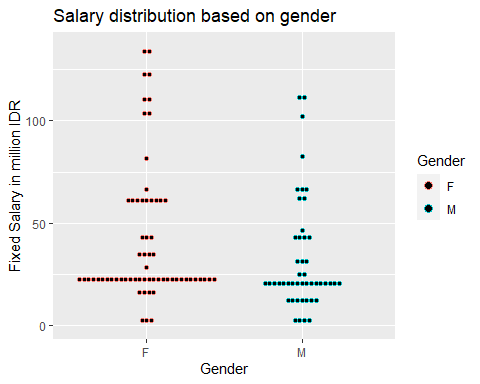 Salary distribution based on gender
Fixed Salary in million IDR
100
50
0
F
M
Gender
Gender
F
M